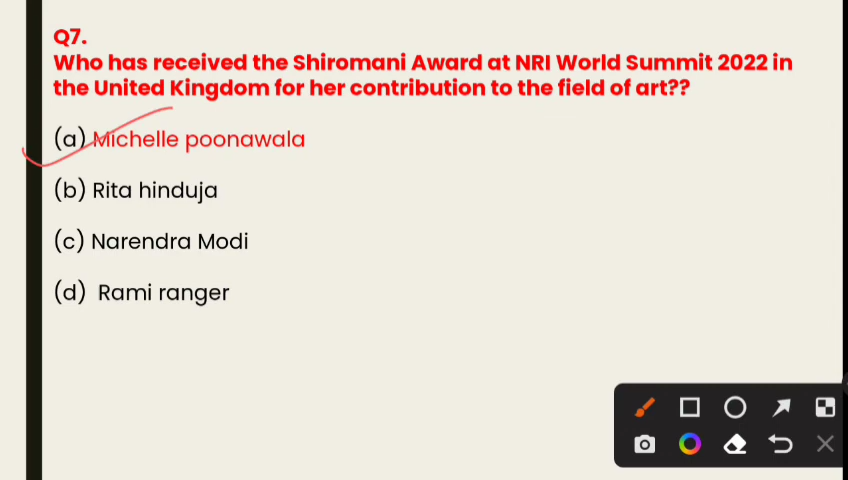 Q7.
Who has received the Shiromani Award at NRI World Summit 2022 in
the United Kingdom for her contribution to the field of art??
(a) Michelle poonawala
(b) Rita hinduja
(c) Narendra Modi
(d) Rami ranger